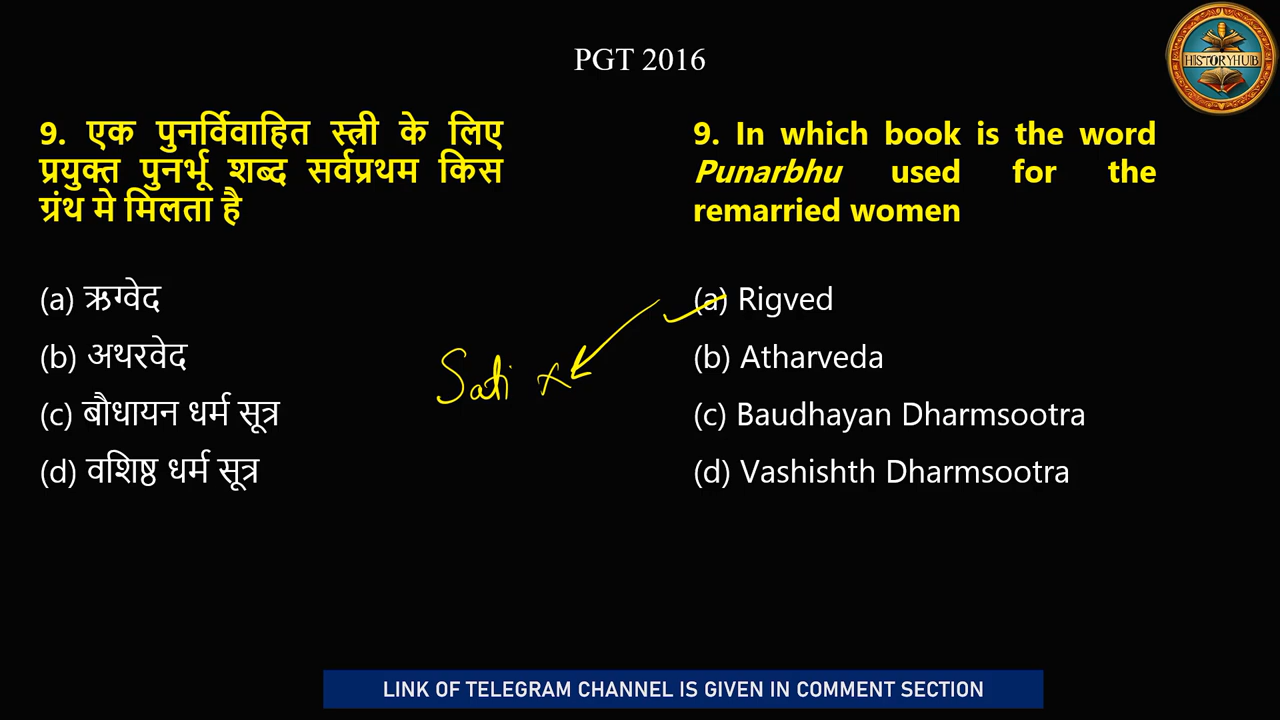 PGT 2016
HISTORYHUB
9. एक पुनर्विवाहित स्त्री के लिए
प्रयुक्त पुनर्भू शब्द सर्वप्रथम किस
ग्रंथ मे मिलता है
(a) ऋग्वेद
(b) अथरवेद
(c) बौधायन धर्म सूत्र
(d) वशिष्ठ धर्म सूत्र
Sati ×
9. In which book is the word
Punarbhu used for the
remarried women
(a) Rigved
(b) Atharveda
(c) Baudhayan Dharmsootra
(d) Vashishth Dharmsootra
LINK OF TELEGRAM CHANNEL IS GIVEN IN COMMENT SECTION